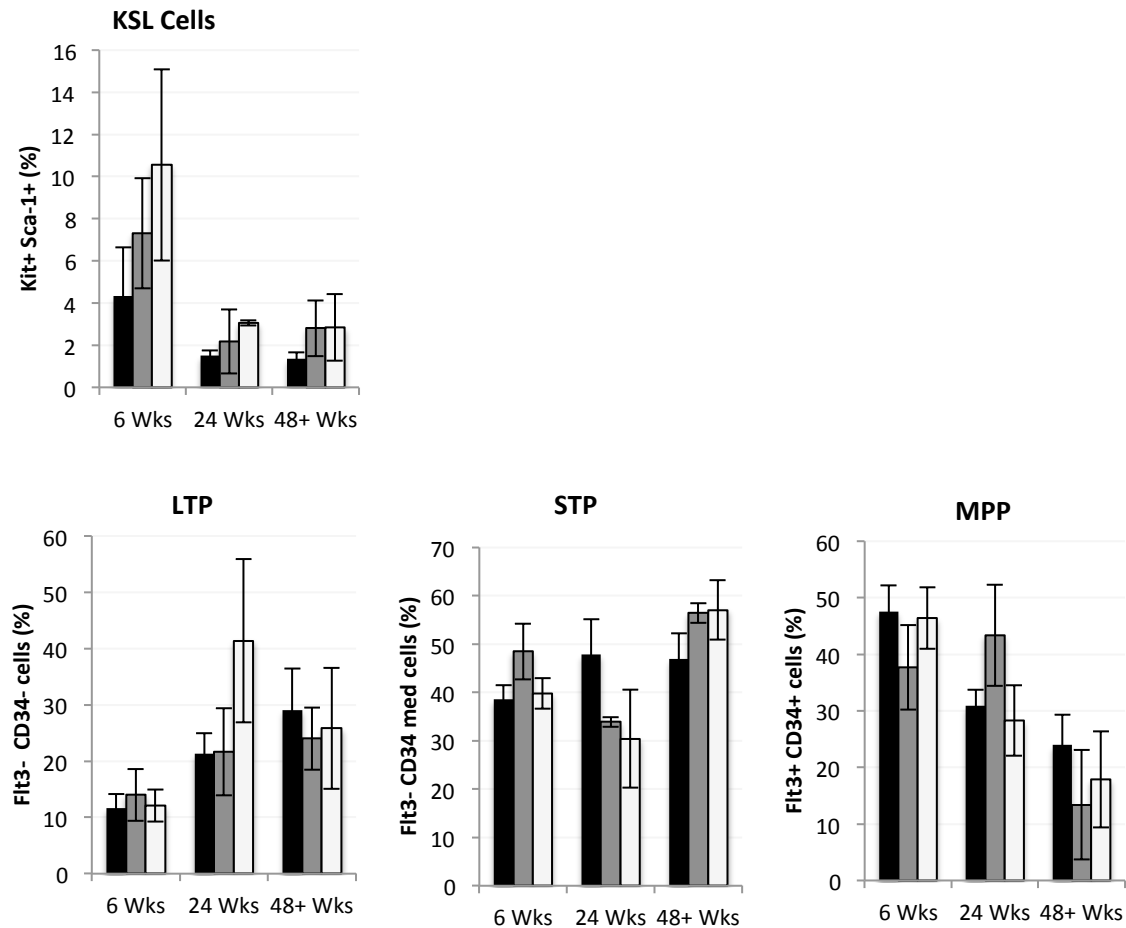 KSL Cells
Kit+ Sca-1+ (%)
16
14
12
10
8
6
4
2
0
6 Wks 24 Wks 48+ Wks
LTP
Flt3- CD34- cells (%)
60
50
40
30
20
10
0
6 Wks 24 Wks 48+ Wks
STP
Flt3- CD34 med cells (%)
70
60
50
40
30
20
10
0
6 Wks 24 Wks 48+ Wks
MPP
Flt3+ CD34+ cells (%)
60
50
40
30
20
10
0
6 Wks 24 Wks 48+ Wks